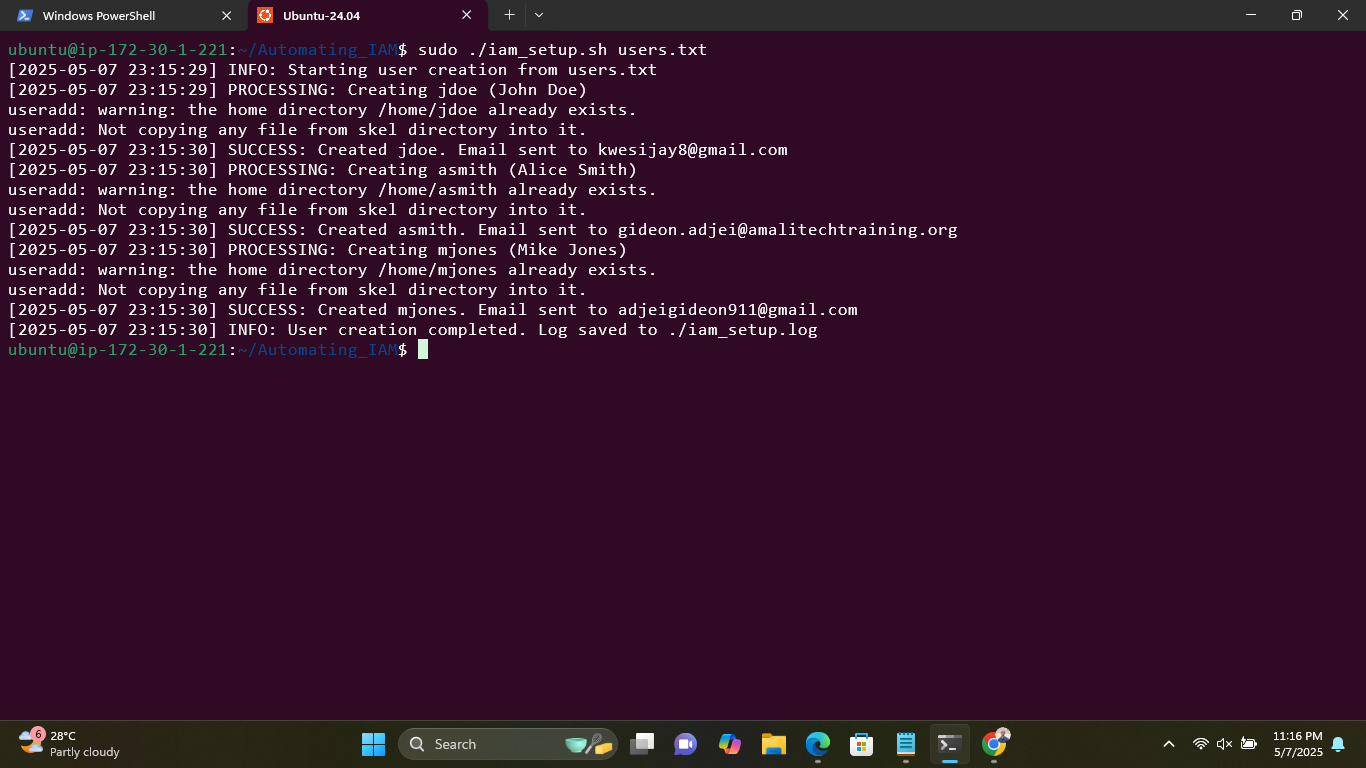 Windows PowerShell
Ubuntu-24.04
ubuntu@ip-172-30-1-221:~/Automating_IAM$ sudo ./iam_setup.sh users.txt
[2025-05-07 23:15:29] INFO: Starting user creation from users.txt
[2025-05-07 23:15:29] PROCESSING: Creating jdoe (John Doe)
useradd: warning: the home directory /home/jdoe already exists.
useradd: Not copying any file from skel directory into it.
[2025-05-07 23:15:30] SUCCESS: Created jdoe. Email sent to kwesijay8@gmail.com
[2025-05-07 23:15:30] PROCESSING: Creating asmith (Alice Smith)
useradd: warning: the home directory /home/asmith already exists.
useradd: Not copying any file from skel directory into it.
[2025-05-07 23:15:30] SUCCESS: Created asmith. Email sent to gideon.adjei@amalitechtraining.org
[2025-05-07 23:15:30] PROCESSING: Creating mjones (Mike Jones)
useradd: warning: the home directory /home/mjones already exists.
useradd: Not copying any file from skel directory into it.
[2025-05-07 23:15:30] SUCCESS: Created mjones. Email sent to adjeigideon911@gmail.com
[2025-05-07 23:15:30] INFO: User creation completed. Log saved to ./iam_setup.log
ubuntu@ip-172-30-1-221:~/Automating_IAM$
6
28°C
Partly cloudy
Search
11:16 PM
5/7/2025